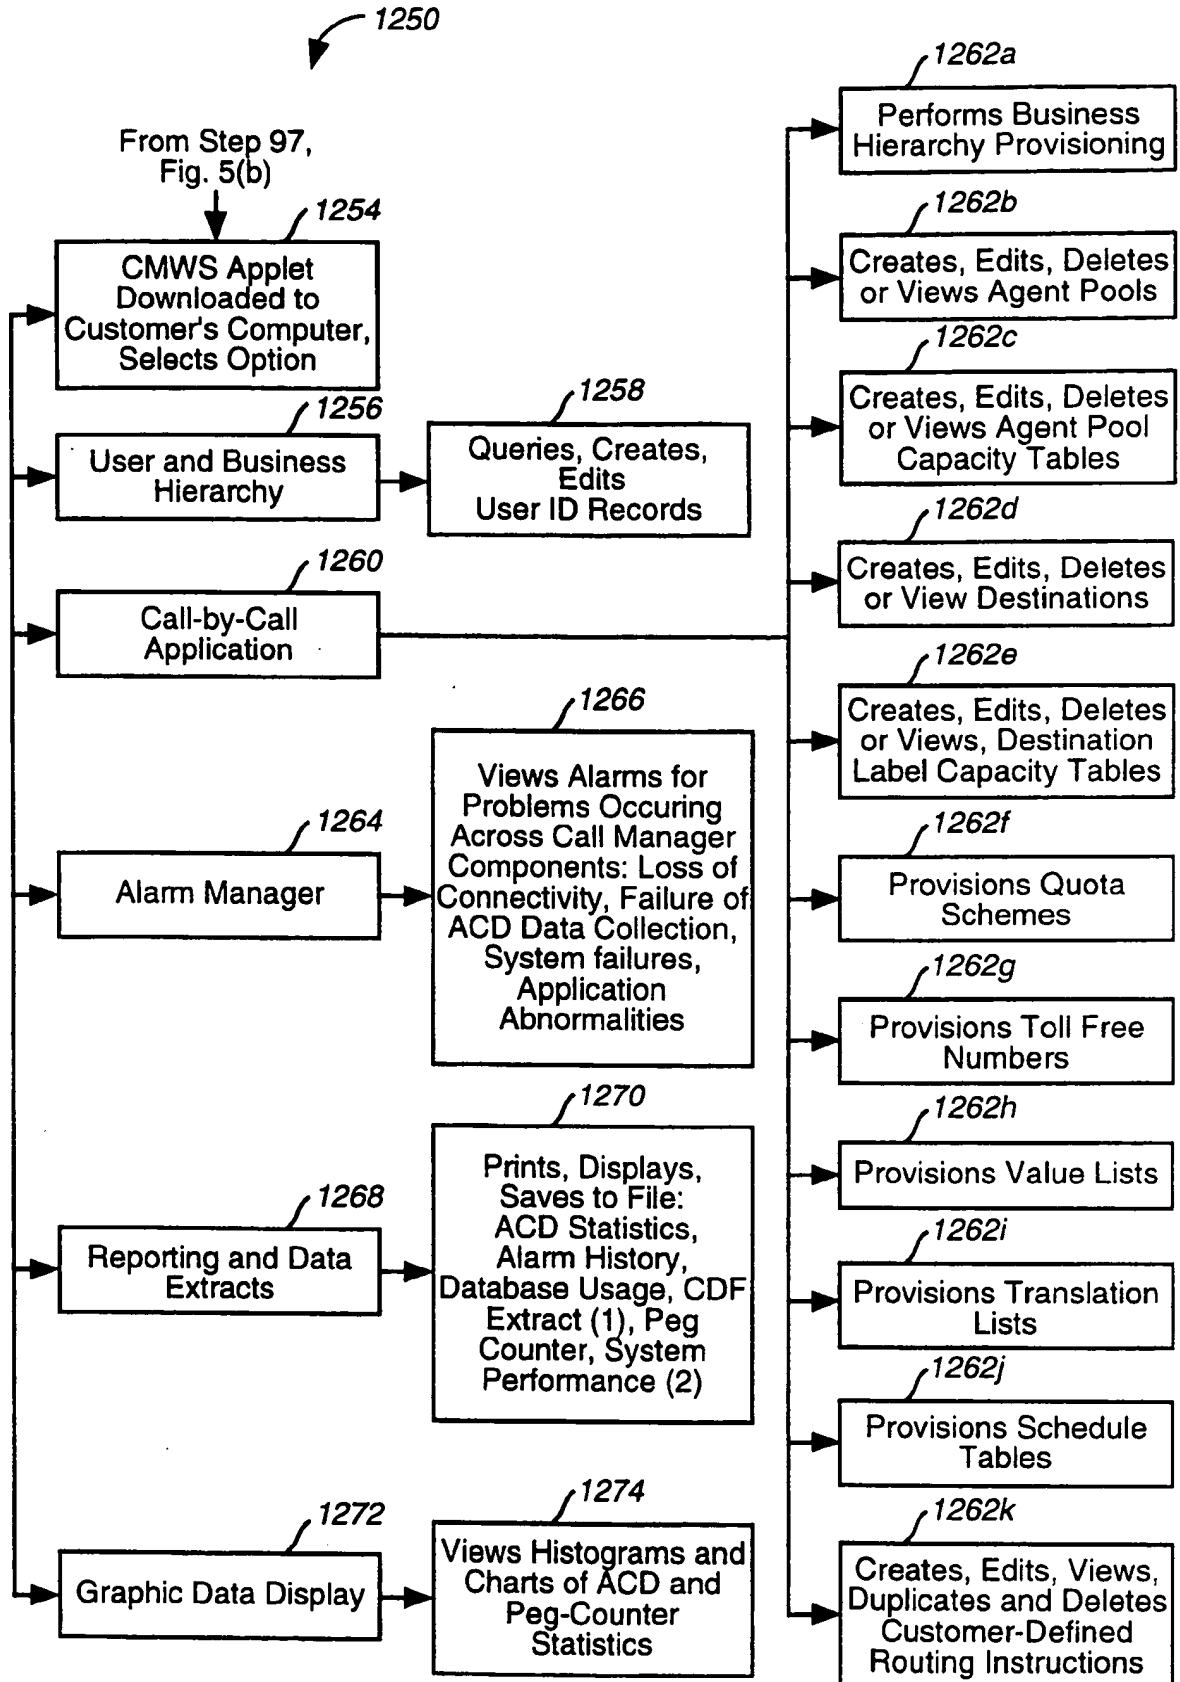 1250
From Step 97,
Fig. 5(b)
1254
CMWS Applet
Downloaded to
Customer's Computer,
Selects Option
1256
User and Business
Hierarchy
1258
Queries, Creates,
Edits
User ID Records
1260
Call-by-Call
Application
1264
Alarm Manager
1266
Views Alarms for
Problems Occuring
Across Call Manager
Components: Loss of
Connectivity, Failure of
ACD Data Collection,
System failures,
Application
Abnormalities
1268
Reporting and Data
Extracts
1270
Prints, Displays,
Saves to File:
ACD Statistics,
Alarm History,
Database Usage, CDF
Extract (1), Peg
Counter, System
Performance (2)
1272
Graphic Data Display
1274
Views Histograms and
Charts of ACD and
Peg-Counter
Statistics
1262a
Performs Business
Hierarchy Provisioning
1262b
Creates, Edits, Deletes
or Views Agent Pools
1262c
Creates, Edits, Deletes
or Views Agent Pool
Capacity Tables
1262d
Creates, Edits, Deletes
or View Destinations
1262e
Creates, Edits, Deletes
or Views, Destination
Label Capacity Tables
1262f
Provisions Quota
Schemes
1262g
Provisions Toll Free
Numbers
1262h
Provisions Value Lists
1262i
Provisions Translation
Lists
1262j
Provisions Schedule
Tables
1262k
Creates, Edits, Views,
Duplicates and Deletes
Customer-Defined
Routing Instructions